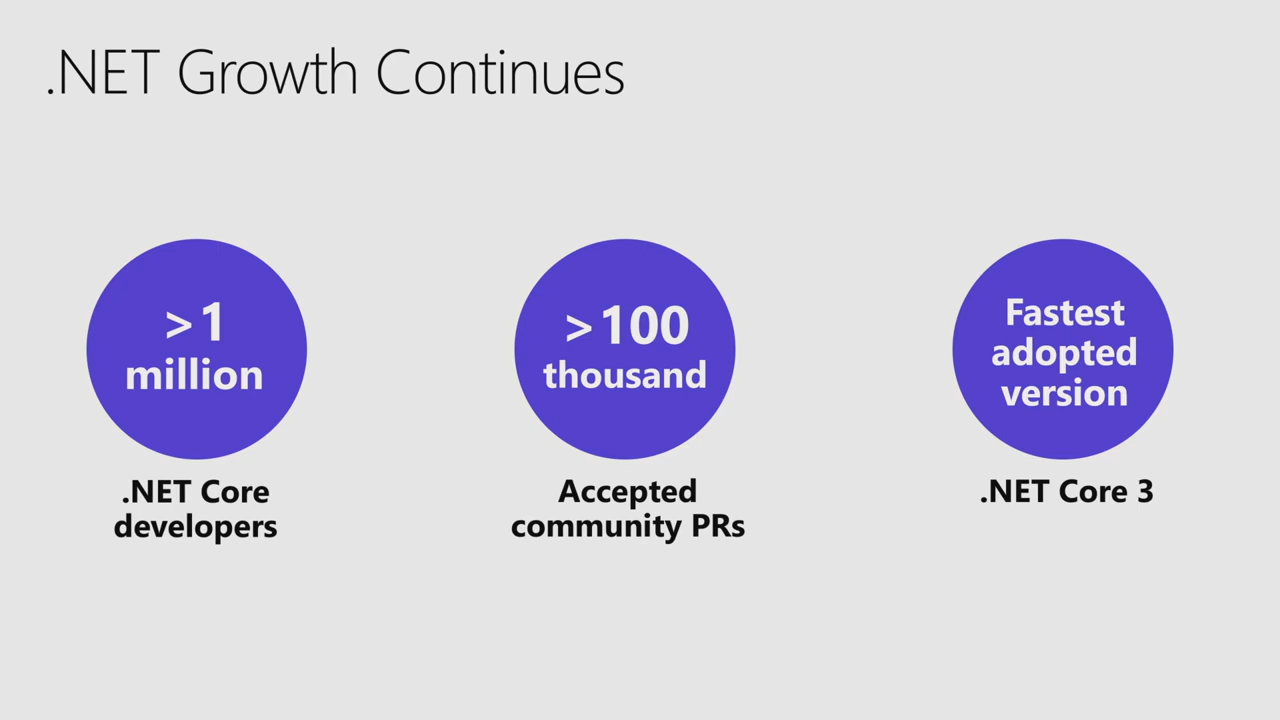 .NET Growth Continues
>1
million
.NET Core
developers
>100
thousand
Accepted
community PRs
Fastest
adopted
version
.NET Core 3